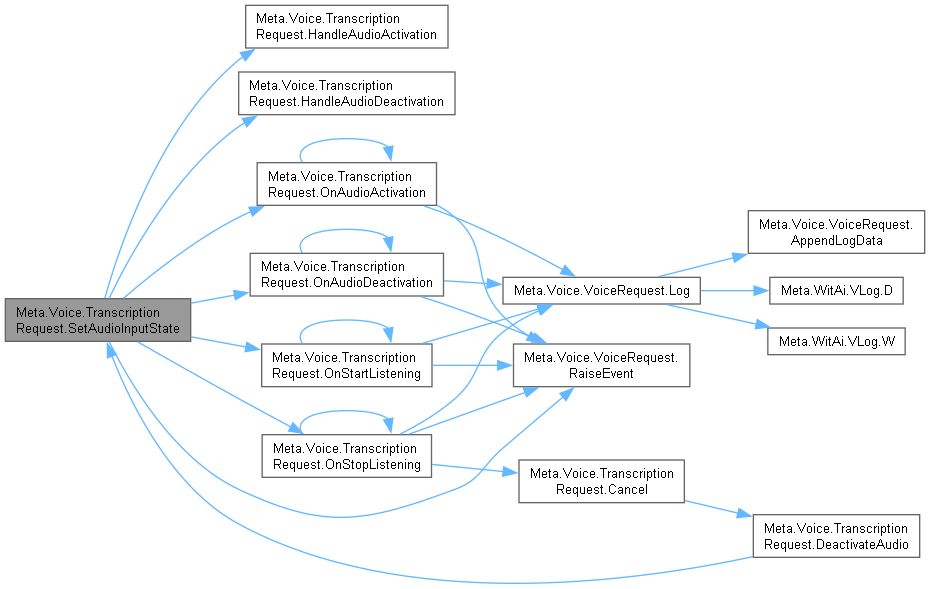 Meta.Voice.Transcription
Request.HandleAudioActivation
Meta.Voice.Transcription
Request.HandleAudioDeactivation
Meta.Voice.Transcription
Request.OnAudioActivation
Meta.Voice.VoiceRequest.
AppendLogData
Meta.Voice.Transcription
Request.OnAudioDeactivation
Meta.Voice.VoiceRequest.Log
Meta.WitAi.VLog.D
Meta.Voice.Transcription
Request.SetAudioInputState
Meta.WitAi.VLog.W
Meta.Voice.Transcription
Request.OnStartListening
Meta.Voice.VoiceRequest.
RaiseEvent
Meta.Voice.Transcription
Request.OnStopListening
Meta.Voice.Transcription
Request.Cancel
Meta.Voice.Transcription
Request.DeactivateAudio